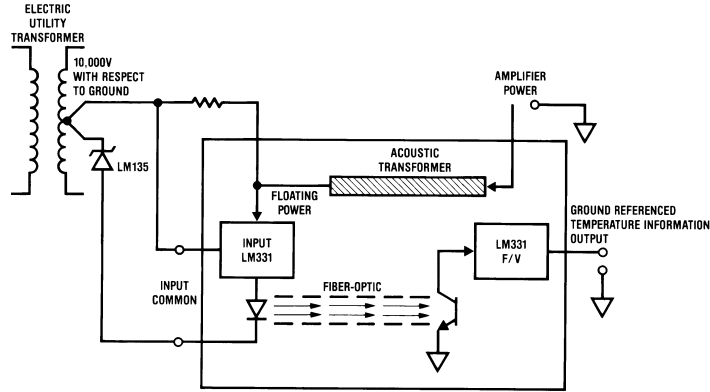 ELECTRIC
UTILITY
TRANSFORMER
10,000V
WITH RESPECT
TO GROUND
LM135
AMPLIFIER
POWER
ACOUSTIC
TRANSFORMER
FLOATING
POWER
INPUT
LM331
INPUT
COMMON
FIBER-OPTIC
LM331
F/V
GROUND REFERENCED
TEMPERATURE INFORMATION
OUTPUT